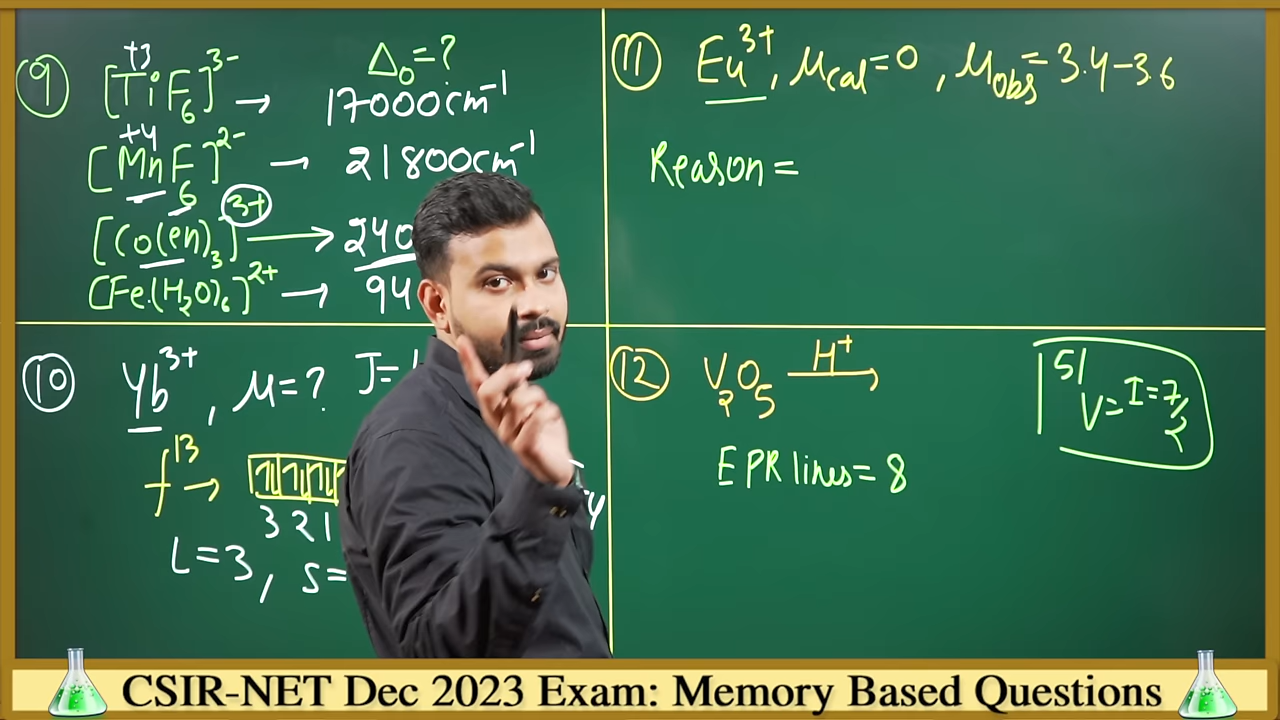 ⑨ [TiF₆]³⁻ → 17000cm⁻¹
+3
Δ₀=?
[MnF₆]²⁻ → 21800cm⁻¹
+4
[Co(en)₃]³⁺ → 240
[Fe(H₂O)₆]²⁺ → 94
⑩ Yb³⁺, μ=? J=
f¹³ →
3 2 1
L=3, S=
⑪ Eu³⁺, μcal=0, μobs=3.4-3.6
Reason =
⑫ V₂O₅ H⁺→
EPR lines=8
⁵¹V= I=7/2
CSIR-NET Dec 2023 Exam: Memory Based Questions